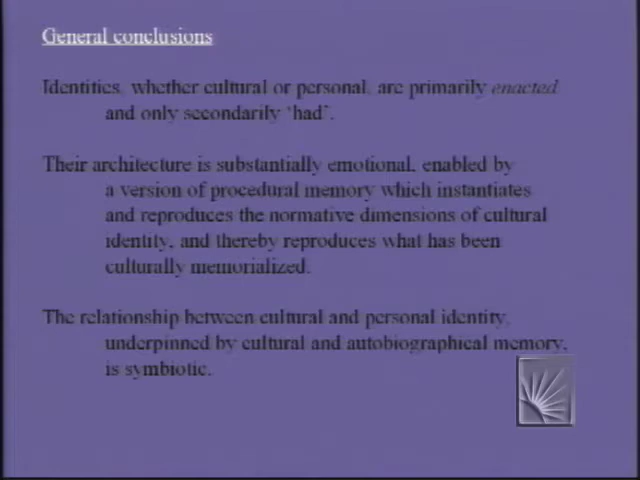 General conclusions
Identities, whether cultural or personal, are primarily enacted
and only secondarily ‘had’.
Their architecture is substantially emotional, enabled by
a version of procedural memory which instantiates
and reproduces the normative dimensions of cultural
identity, and thereby reproduces what has been
culturally memorialized.
The relationship between cultural and personal identity,
underpinned by cultural and autobiographical memory,
is symbiotic.